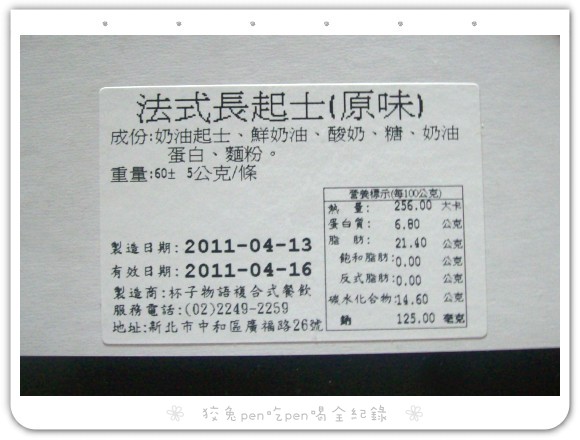 法式長起士(原味)
成份:奶油起士、鮮奶油、酸奶、糖、奶油
蛋白、麵粉。
重量:60± 5公克/條
製造日期: 2011-04-13
有效日期: 2011-04-16
製造商:杯子物語複合式餐飲
服務電話:(02)2249-2259
地址:新北市中和區廣福路26號
營養標示(每100公克)
熱 量: 256.00 大卡
蛋白質: 6.80 公克
脂 肪: 21.40 公克
飽和脂肪:0.00 公克
反式脂肪:0.00 公克
碳水化合物:14.60 公克
鈉 125.00 毫克
狡兔pen吃pen喝全紀錄